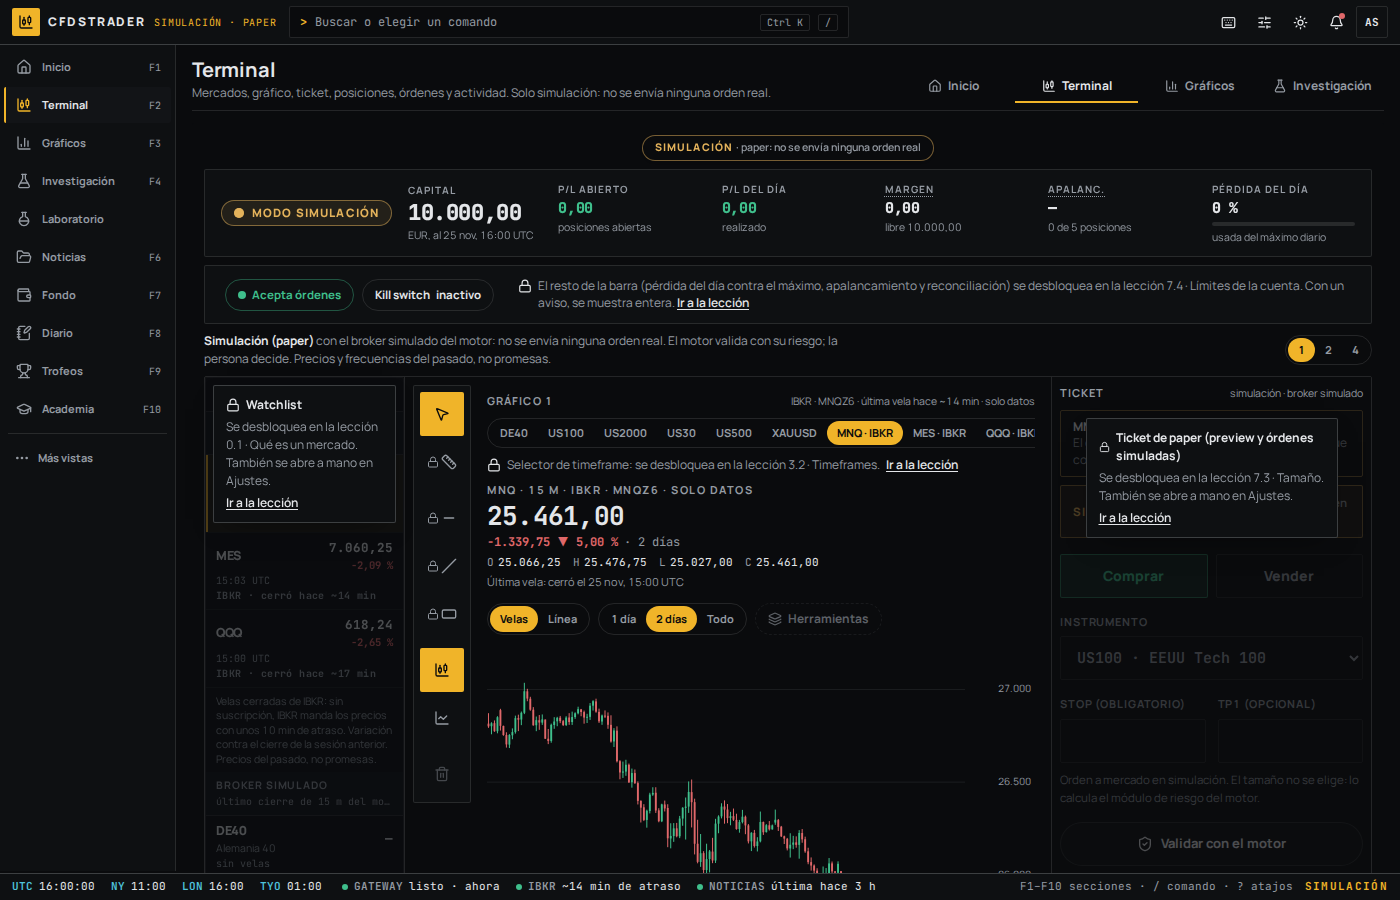 CFDSTRADER SIMULACIÓN · PAPER
> Buscar o elegir un comando Ctrl K /
AS
Inicio F1
Terminal F2
Gráficos F3
Investigación F4
Laboratorio
Noticias F6
Fondo F7
Diario F8
Trofeos F9
Academia F10
Más vistas
Terminal
Mercados, gráfico, ticket, posiciones, órdenes y actividad. Solo simulación: no se envía ninguna orden real.
Inicio Terminal Gráficos Investigación
SIMULACIÓN · paper: no se envía ninguna orden real
MODO SIMULACIÓN
CAPITAL
10.000,00
EUR, al 25 nov, 16:00 UTC
P/L ABIERTO
0,00
posiciones abiertas
P/L DEL DÍA
0,00
realizado
MARGEN
0,00
libre 10.000,00
APALANC.
—
0 de 5 posiciones
PÉRDIDA DEL DÍA
0 %
usada del máximo diario
Acepta órdenes
Kill switch inactivo
El resto de la barra (pérdida del día contra el máximo, apalancamiento y reconciliación) se desbloquea en la lección 7.4 · Límites de la cuenta. Con un
aviso, se muestra entera. Ir a la lección
Simulación (paper) con el broker simulado del motor: no se envía ninguna orden real. El motor valida con su riesgo; la
persona decide. Precios y frecuencias del pasado, no promesas.
1 2 4
Watchlist
Se desbloquea en la lección
0.1 · Qué es un mercado.
También se abre a mano en
Ajustes.
Ir a la lección
MES 7.060,25
-2,09 %
15:03 UTC
IBKR · cerró hace ~14 min
QQQ 618,24
-2,65 %
15:00 UTC
IBKR · cerró hace ~17 min
Velas cerradas de IBKR: sin
suscripción, IBKR manda los precios
con unos 10 min de atraso. Variación
contra el cierre de la sesión anterior.
Precios del pasado, no promesas.
BROKER SIMULADO
último cierre de 15 m del mo…
DE40 —
Alemania 40
sin velas
GRÁFICO 1
IBKR · MNQZ6 · última vela hace ~14 min · solo datos
DE40 US100 US2000 US30 US500 XAUUSD MNQ · IBKR MES · IBKR QQQ · IBK
Selector de timeframe: se desbloquea en la lección 3.2 · Timeframes. Ir a la lección
MNQ · 15 M · IBKR · MNQZ6 · SOLO DATOS
25.461,00
-1.339,75 ▼ 5,00 % · 2 días
O 25.066,25 H 25.476,75 L 25.027,00 C 25.461,00
Última vela: cerró el 25 nov, 15:00 UTC
Velas Línea
1 día 2 días Todo
Herramientas
27.000
26.500
TICKET
simulación · broker simulado
Ticket de paper (preview y órdenes
simuladas)
Se desbloquea en la lección 7.3 · Tamaño.
También se abre a mano en Ajustes.
Ir a la lección
Comprar Vender
INSTRUMENTO
US100 · EEUU Tech 100
STOP (OBLIGATORIO) TP1 (OPCIONAL)
Orden a mercado en simulación. El tamaño no se elige: lo
calcula el módulo de riesgo del motor.
Validar con el motor
UTC 16:00:00 NY 11:00 LON 16:00 TYO 01:00 GATEWAY listo · ahora IBKR ~14 min de atraso NOTICIAS última hace 3 h
F1–F10 secciones · / comando · ? atajos SIMULACIÓN